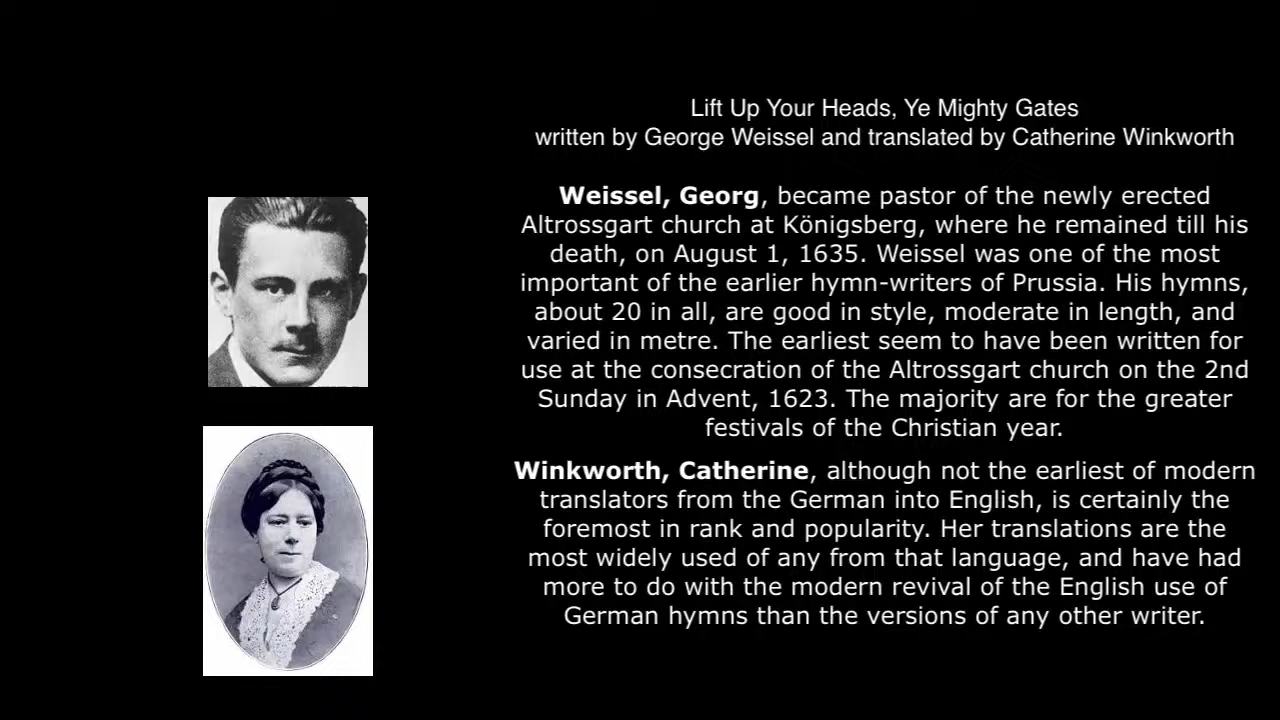 Lift Up Your Heads, Ye Mighty Gates
written by George Weissel and translated by Catherine Winkworth
Weissel, Georg, became pastor of the newly erected
Altrossgart church at Königsberg, where he remained till his
death, on August 1, 1635. Weissel was one of the most
important of the earlier hymn-writers of Prussia. His hymns,
about 20 in all, are good in style, moderate in length, and
varied in metre. The earliest seem to have been written for
use at the consecration of the Altrossgart church on the 2nd
Sunday in Advent, 1623. The majority are for the greater
festivals of the Christian year.
Winkworth, Catherine, although not the earliest of modern
translators from the German into English, is certainly the
foremost in rank and popularity. Her translations are the
most widely used of any from that language, and have had
more to do with the modern revival of the English use of
German hymns than the versions of any other writer.